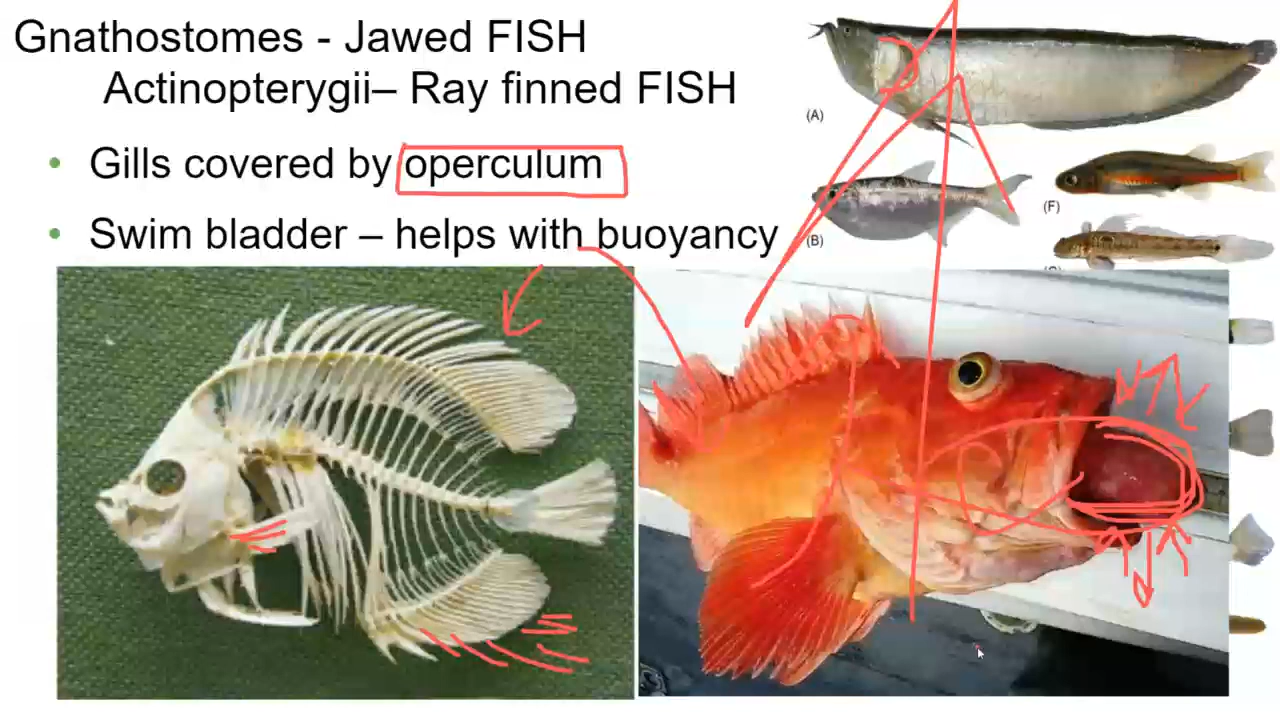 Gnathostomes - Jawed FISH
Actinopterygii– Ray finned FISH
• Gills covered by operculum
• Swim bladder – helps with buoyancy
(A)
(B)
(F)